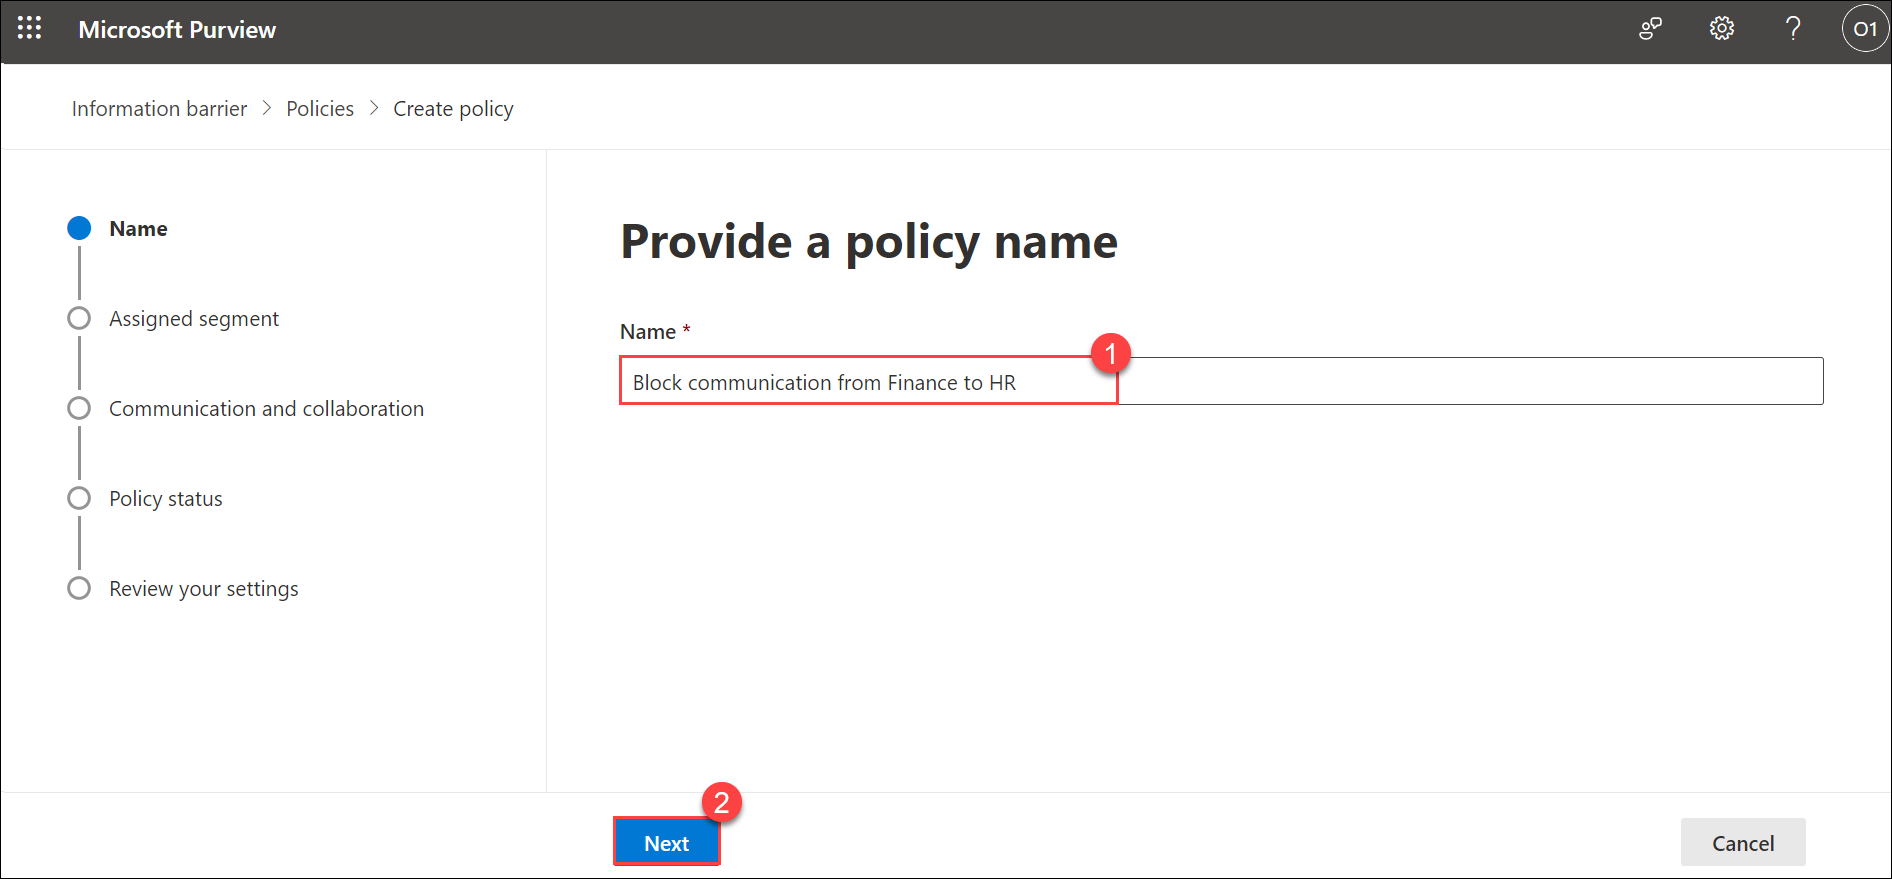 Microsoft Purview
O1
Information barrier > Policies > Create policy
Name
Assigned segment
Communication and collaboration
Policy status
Review your settings
Provide a policy name
Name *
1
Block communication from Finance to HR
2
Next
Cancel